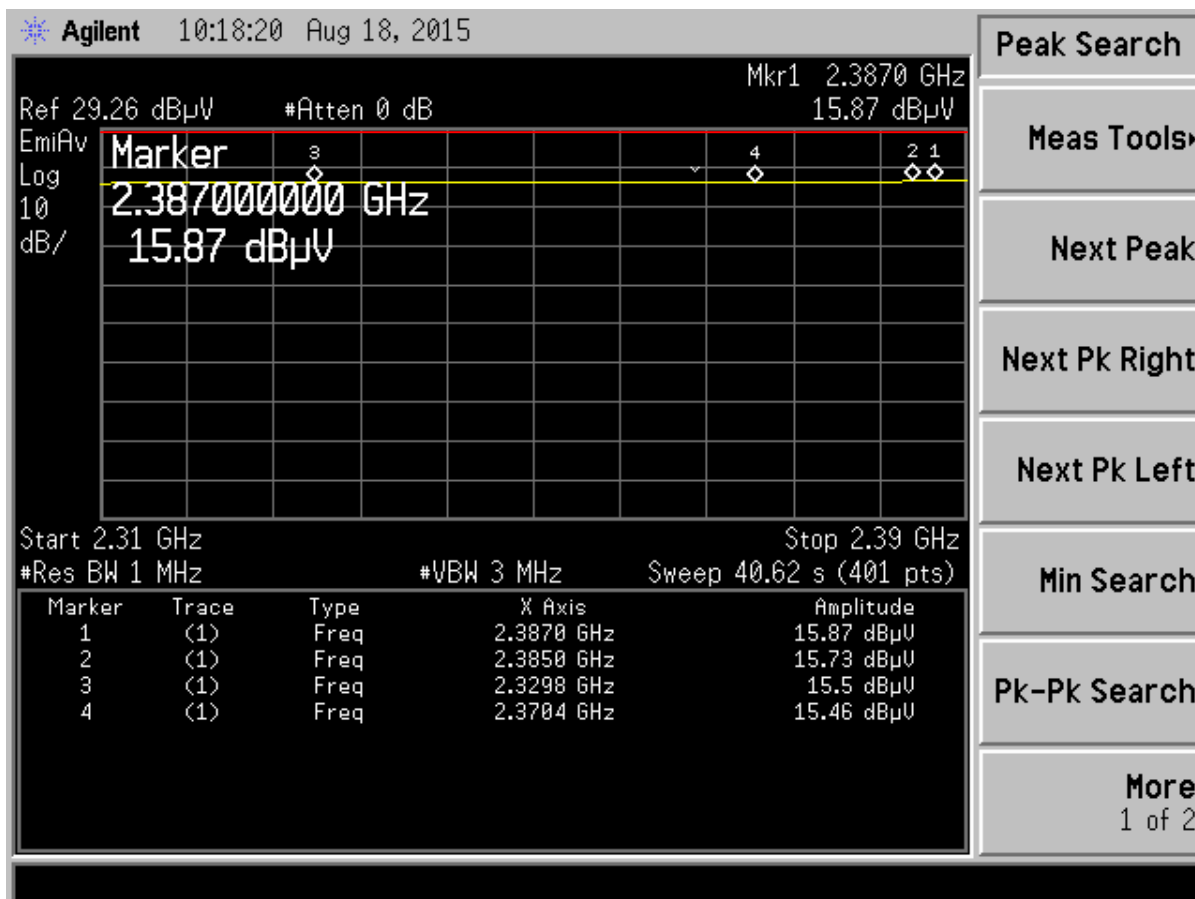 Agilent 10:18:20 Aug 18, 2015
Peak Search
Mkr1 2.3870 GHz
Ref 29.26 dBµV #Atten 0 dB 15.87 dBµV
EmiAv
Log
10
dB/
Marker
2.387000000 GHz
15.87 dBµV
3 4 2 1
Start 2.31 GHz Stop 2.39 GHz
#Res BW 1 MHz #VBW 3 MHz Sweep 40.62 s (401 pts)
Marker Trace Type X Axis Amplitude
1 (1) Freq 2.3870 GHz 15.87 dBµV
2 (1) Freq 2.3850 GHz 15.73 dBµV
3 (1) Freq 2.3298 GHz 15.5 dBµV
4 (1) Freq 2.3704 GHz 15.46 dBµV
Meas Tools
Next Peak
Next Pk Right
Next Pk Left
Min Search
Pk-Pk Search
More
1 of 2